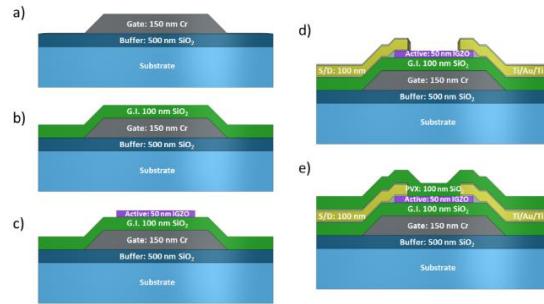 a)
Gate: 150 nm Cr
Buffer: 500 nm SiO₂
Substrate
b)
G.I. 100 nm SiO₂
Gate: 150 nm Cr
Buffer: 500 nm SiO₂
Substrate
c)
Active: 50 nm IGZO
G.I. 100 nm SiO₂
Gate: 150 nm Cr
Buffer: 500 nm SiO₂
Substrate
d)
Active: 50 nm IGZO
S/D: 100 nm
G.I. 100 nm SiO₂
Ti/Au/Ti
Gate: 150 nm Cr
Buffer: 500 nm SiO₂
Substrate
e)
PVX: 100 nm SiO₂
Active: 50 nm IGZO
S/D: 100 nm
G.I. 100 nm SiO₂
Ti/Au/Ti
Gate: 150 nm Cr
Buffer: 500 nm SiO₂
Substrate